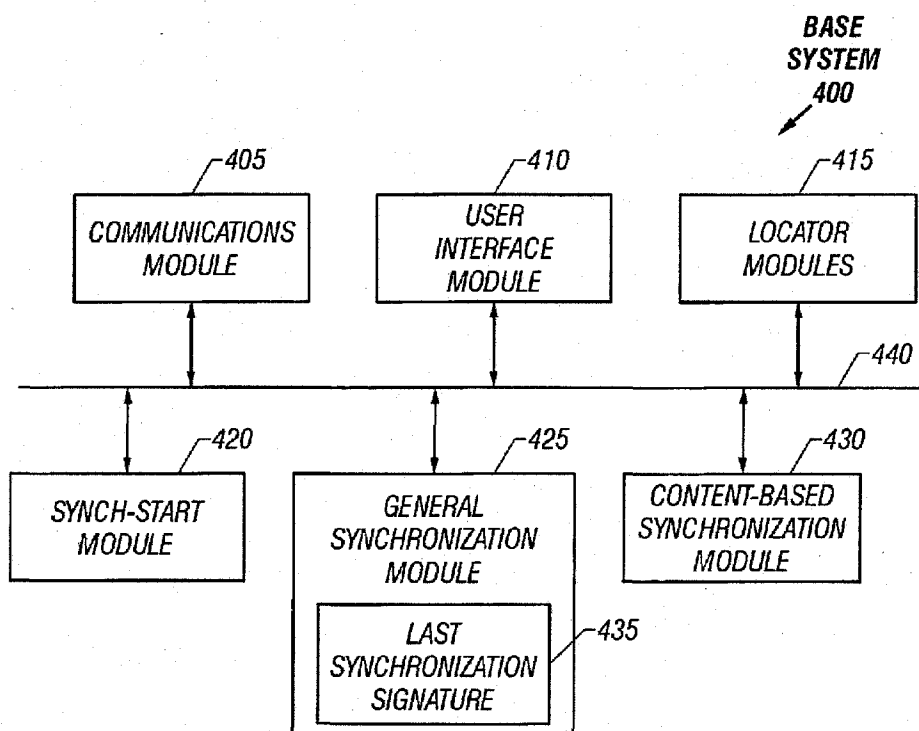 BASE
SYSTEM
400
405
COMMUNICATIONS
MODULE
410
USER
INTERFACE
MODULE
415
LOCATOR
MODULES
440
420
SYNCH-START
MODULE
425
GENERAL
SYNCHRONIZATION
MODULE
435
LAST
SYNCHRONIZATION
SIGNATURE
430
CONTENT-BASED
SYNCHRONIZATION
MODULE